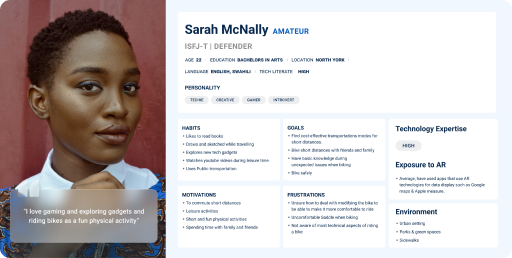 Sarah McNally AMATEUR
ISFJ-T | DEFENDER
AGE 22 · EDUCATION BACHELORS IN ARTS · LOCATION NORTH YORK ·
LANGUAGE ENGLISH, SWAHILI · TECH LITERATE HIGH
PERSONALITY
TECHIE CREATIVE GAMER INTROVERT
HABITS
• Likes to read books
• Draws and sketched while travelling
• Explores new tech gadgets
• Watches youtube videos during leisure time
• Uses Public transportation
GOALS
• Find cost effective transportations modes for
short distances.
• Bike short distances with friends and family
• Have basic knowledge during
unexpected issues when biking
• Bike safely
MOTIVATIONS
• To commute short distances
• Leisure activities
• Short and fun physical activities
• Spending time with family and friends
FRUSTRATIONS
• Unsure how to deal with modifying the bike to
be able to make it more comfortable to ride
• Uncomfortable Saddle when biking
• Not aware of most technical aspects of riding
a bike
Technology Expertise
HIGH
Exposure to AR
• Average, have used apps that use AR
technologies for data display such as Google
maps & Apple measure.
Environment
• Urban setting
• Parks & green spaces
• Sidewalks
"I love gaming and exploring gadgets and
riding bikes as a fun physical activity"